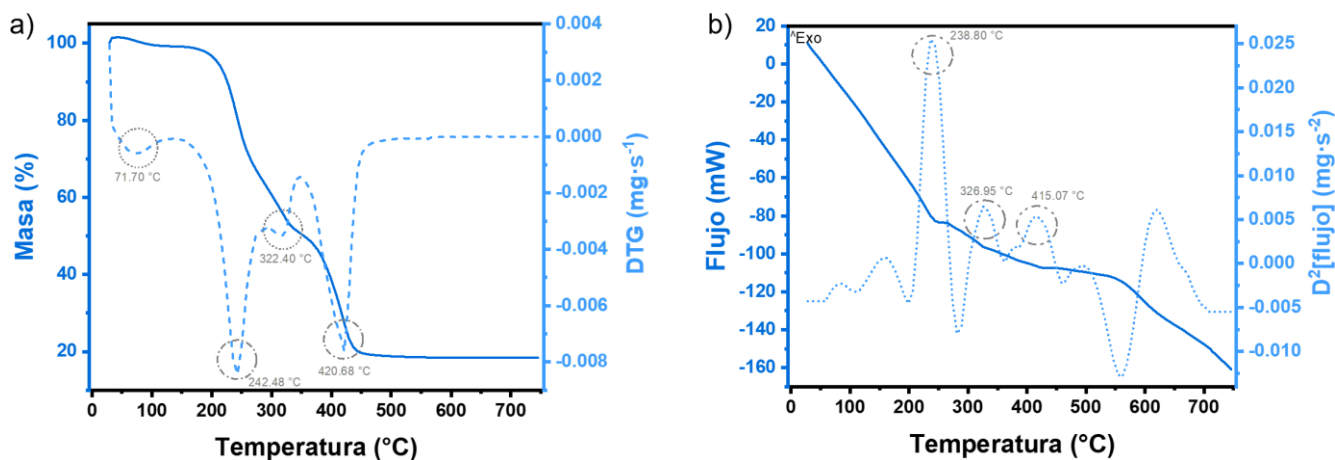 a)
100
80
60
40
20
Masa (%)
0 100 200 300 400 500 600 700
Temperatura (°C)
0.004
0.002
0.000
-0.002
-0.004
-0.006
-0.008
DTG (mg·s-1)
71.70 °C
322.40 °C
242.48 °C
420.68 °C
b)
20
0
-20
-40
-60
-80
-100
-120
-140
-160
Flujo (mW)
^Exo
238.80 °C
326.95 °C
415.07 °C
0 100 200 300 400 500 600 700
Temperatura (°C)
0.025
0.020
0.015
0.010
0.005
0.000
-0.005
-0.010
D²[flujo] (mg·s-2)